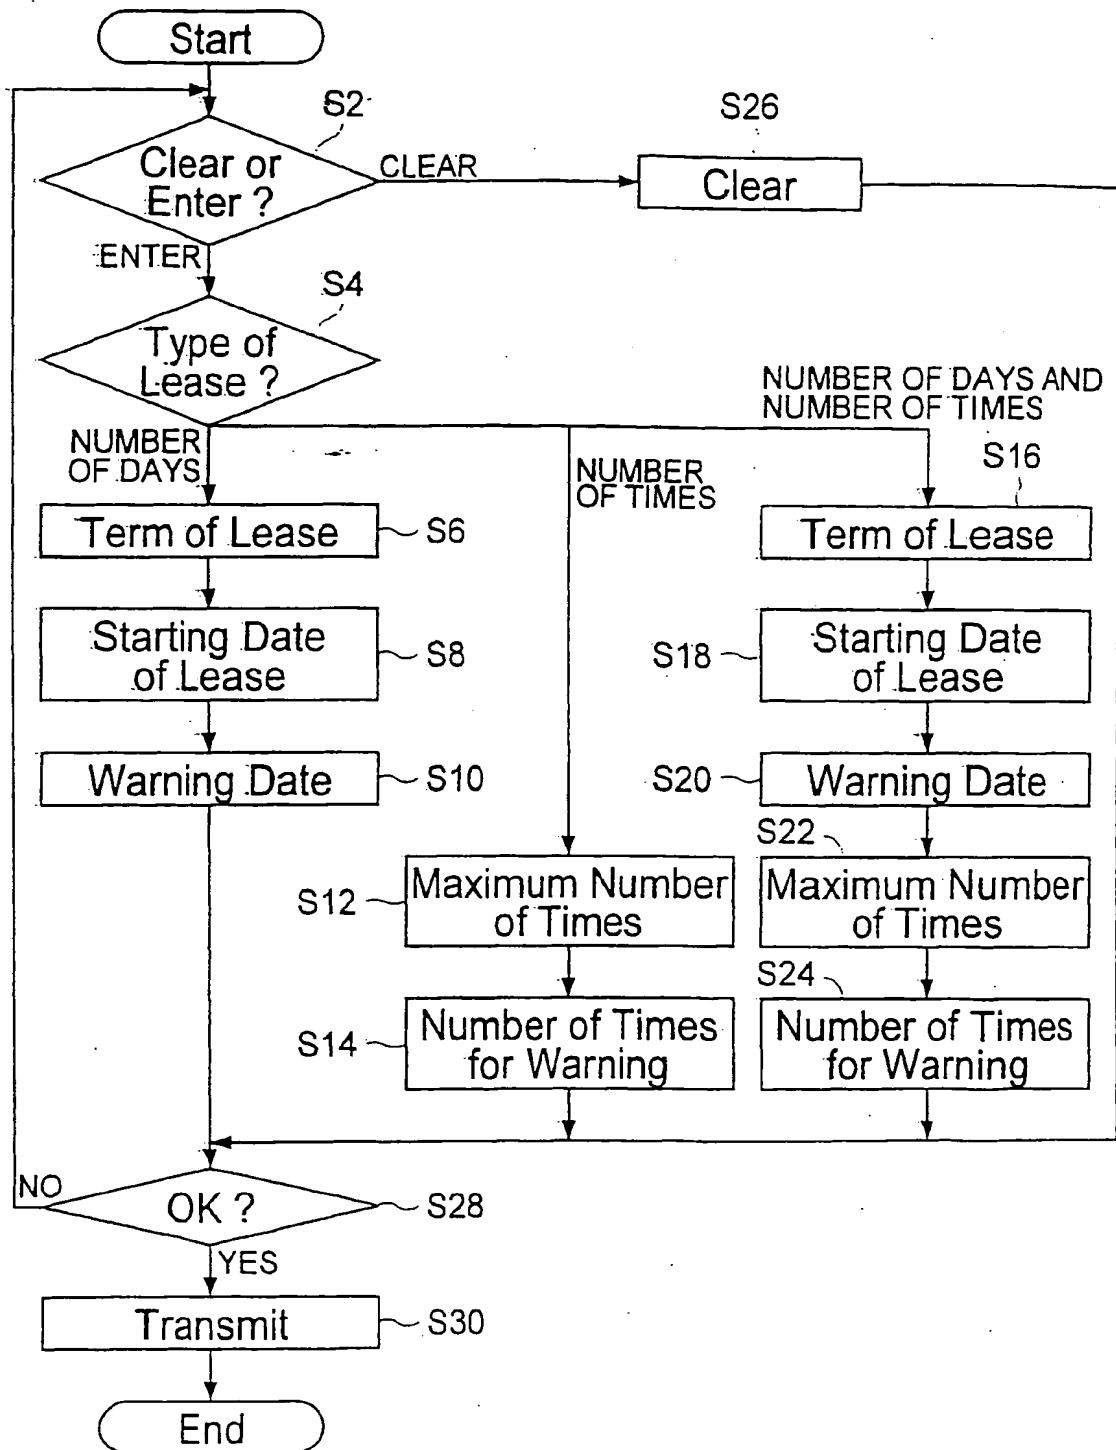 Start
S2
S26
Clear or
Enter ?
CLEAR
Clear
ENTER
S4
Type of
Lease ?
NUMBER OF DAYS AND
NUMBER OF TIMES
NUMBER
OF DAYS
NUMBER
OF TIMES
S16
Term of Lease
S6
Term of Lease
Starting Date
of Lease
S8
S18
Starting Date
of Lease
Warning Date
S10
S20
Warning Date
S22
S12
Maximum Number
of Times
Maximum Number
of Times
S24
S14
Number of Times
for Warning
Number of Times
for Warning
NO
OK ?
S28
YES
Transmit
S30
End